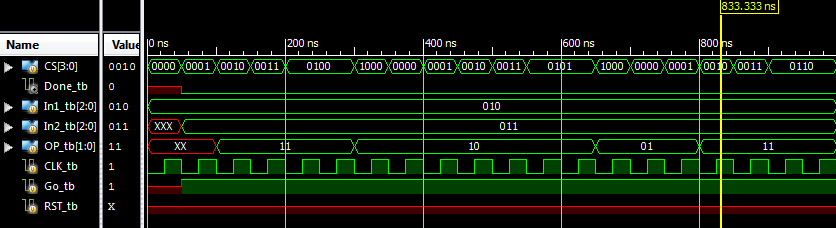 833.333 ns
Name Value 0 ns 200 ns 400 ns 600 ns 800 ns
CS[3:0] 0010 0000 0001 0010 0011 0100 1000 0000 0001 0010 0011 0101 1000 0000 0001 0010 0011 0110
Done_tb 0
In1_tb[2:0] 010 010
In2_tb[2:0] 011 XXX 011
OP_tb[1:0] 11 XX 11 10 01 11
CLK_tb 1
Go_tb 1
RST_tb X